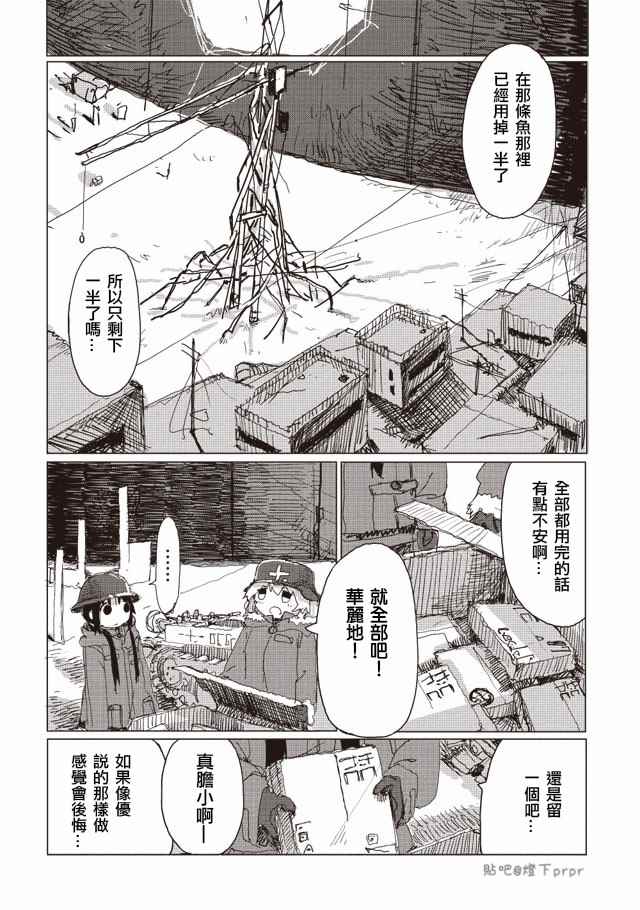 在那條魚那裡
已經用掉一半了
所以只剩下
一半了嗎…
全部都用完的話
有點不安啊…
就全部吧！
華麗地！
……
還是留
一個吧…
真膽小啊—
如果像優
說的那樣做
感覺會後悔…
貼吧@燈下prpr